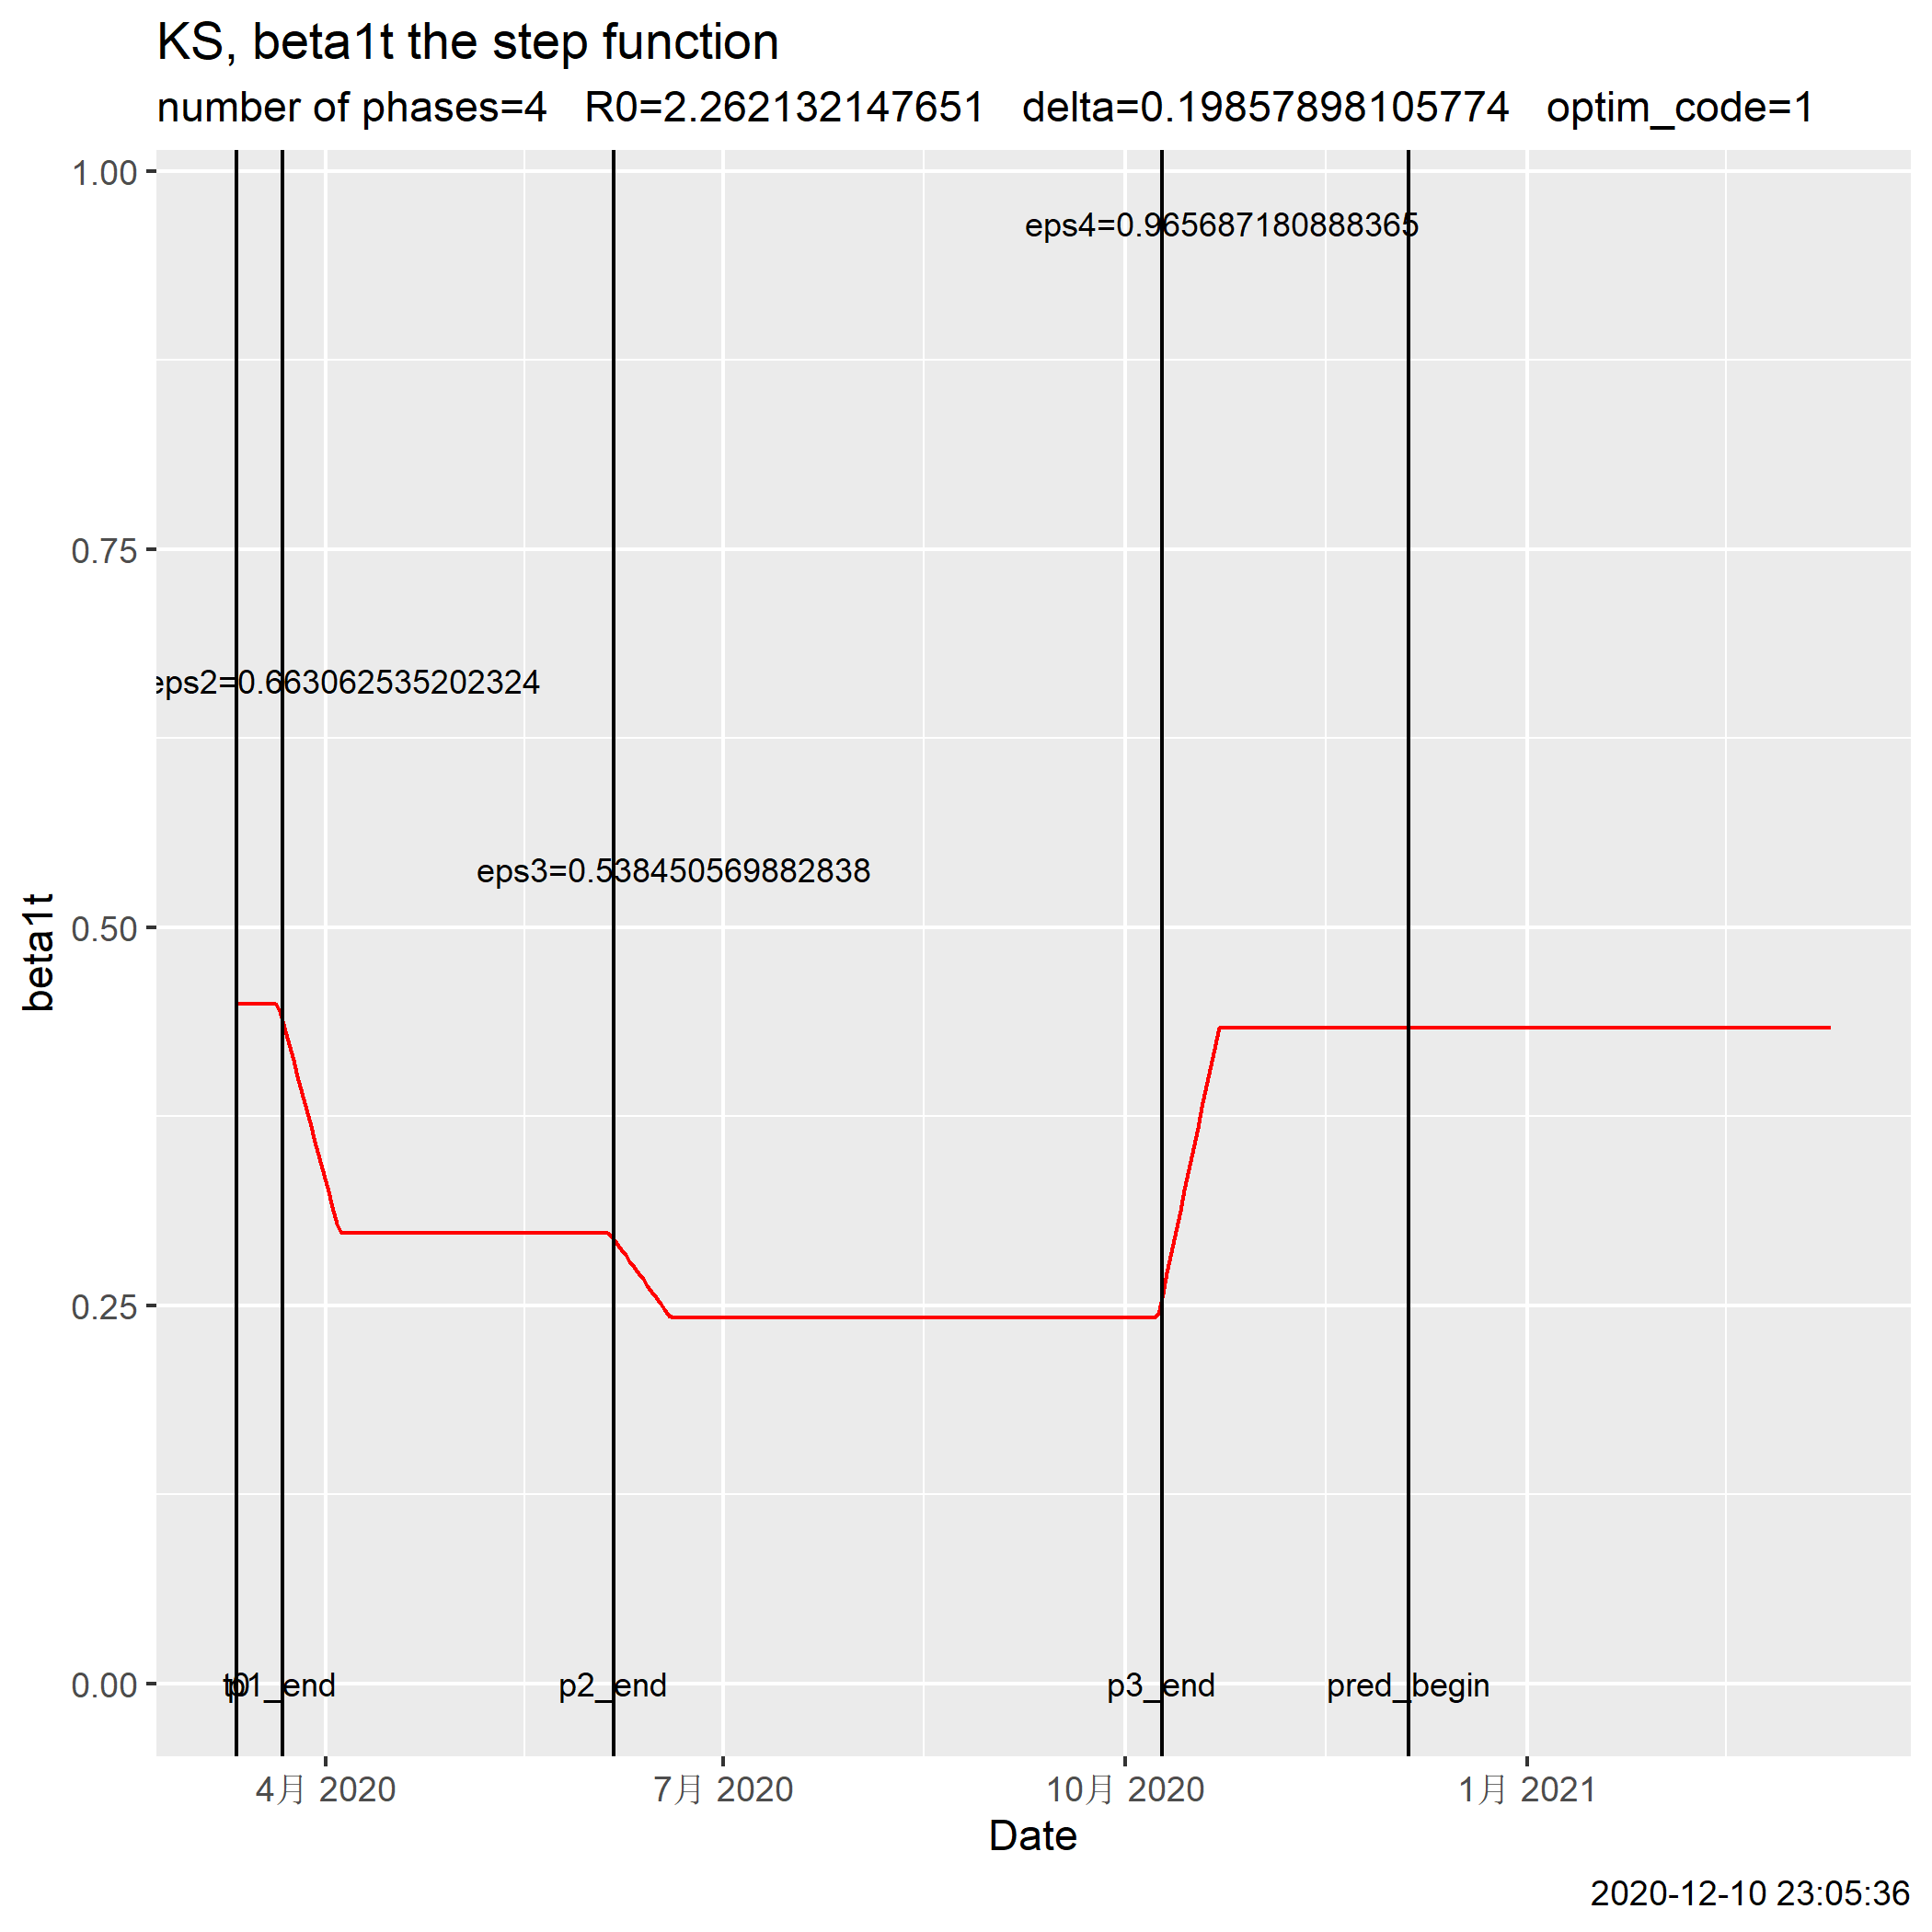 KS, beta1t the step function
number of phases=4   R0=2.262132147651   delta=0.19857898105774   optim_code=1
1.00
eps4=0.965687180888365
0.75
eps2=0.663062535202324
eps3=0.538450569882838
0.50
beta1t
0.25
0.00
t0
p1_end
p2_end
p3_end
pred_begin
4月 2020
7月 2020
10月 2020
1月 2021
Date
2020-12-10 23:05:36